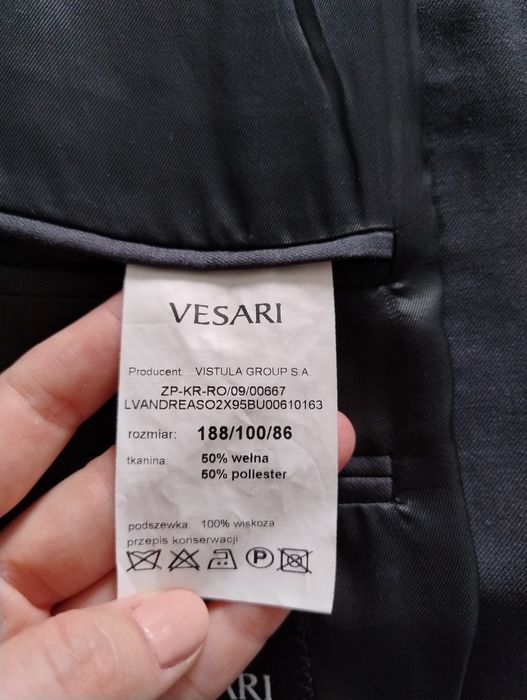 VESARI
Producent: VISTULA GROUP S.A.
ZP-KR-RO/09/00667
LVANDREASO2X95BU00610163
rozmiar: 188/100/86
tkanina: 50% wełna
50% poliester
podszewka: 100% wiskoza
przepis konserwacji
P
ARI